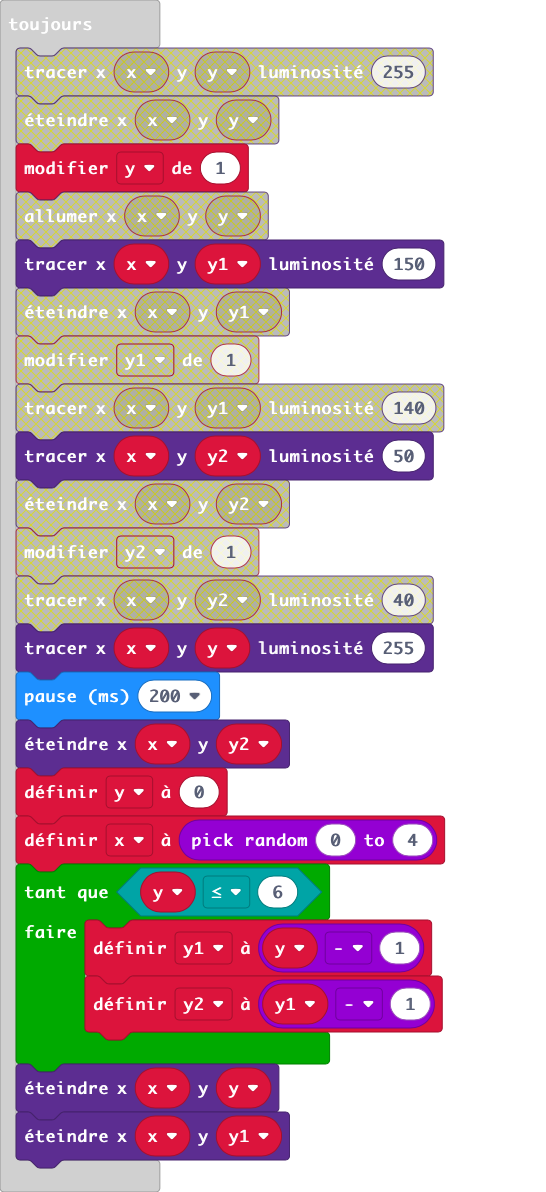 toujours
tracer x x y y luminosité 255
éteindre x x y y
modifier y de 1
allumer x x y y
tracer x x y y1 luminosité 150
éteindre x x y y1
modifier y1 de 1
tracer x x y y1 luminosité 140
tracer x x y y2 luminosité 50
éteindre x x y y2
modifier y2 de 1
tracer x x y y2 luminosité 40
tracer x x y y luminosité 255
pause (ms) 200
éteindre x x y y2
définir y à 0
définir x à pick random 0 to 4
tant que y ≤ 6
faire
définir y1 à y - 1
définir y2 à y1 - 1
éteindre x x y y
éteindre x x y y1